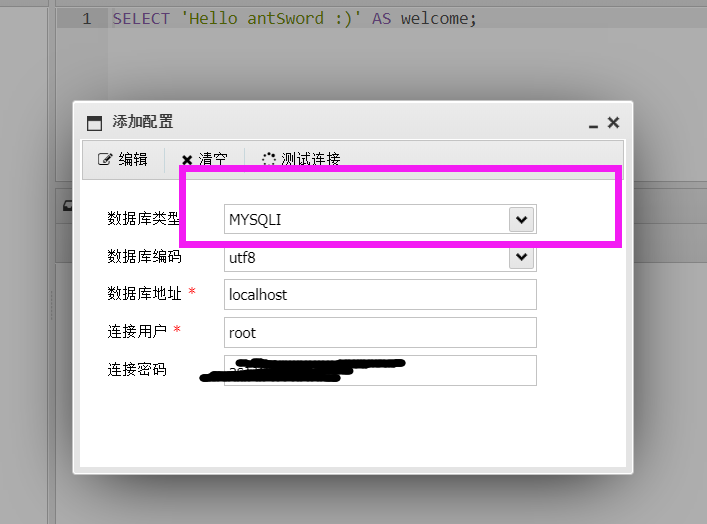 1 SELECT 'Hello antSword :)' AS welcome;
添加配置
编辑 清空 测试连接
数据库类型 MYSQLI
数据库编码 utf8
数据库地址 * localhost
连接用户 * root
连接密码